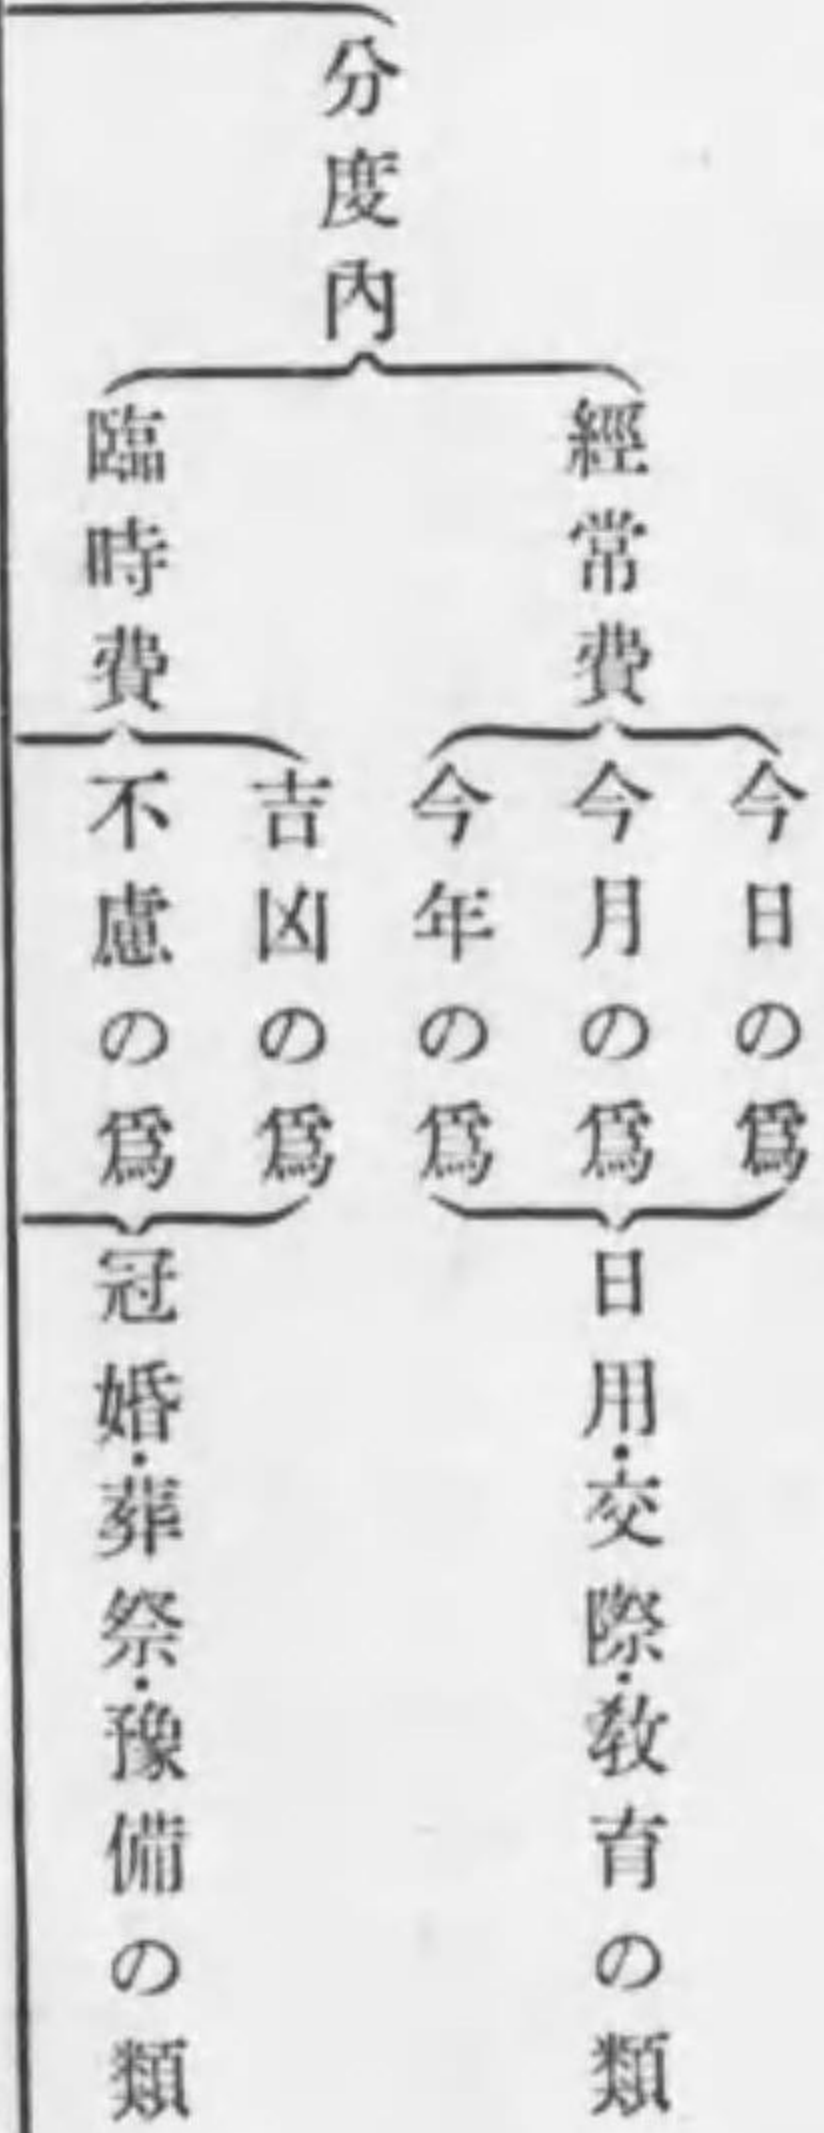 分度內
經常費
今日の爲
今月の爲
今年の爲
日用・交際・敎育の類
臨時費
吉凶の爲
不慮の爲
冠婚・葬祭・豫備の類